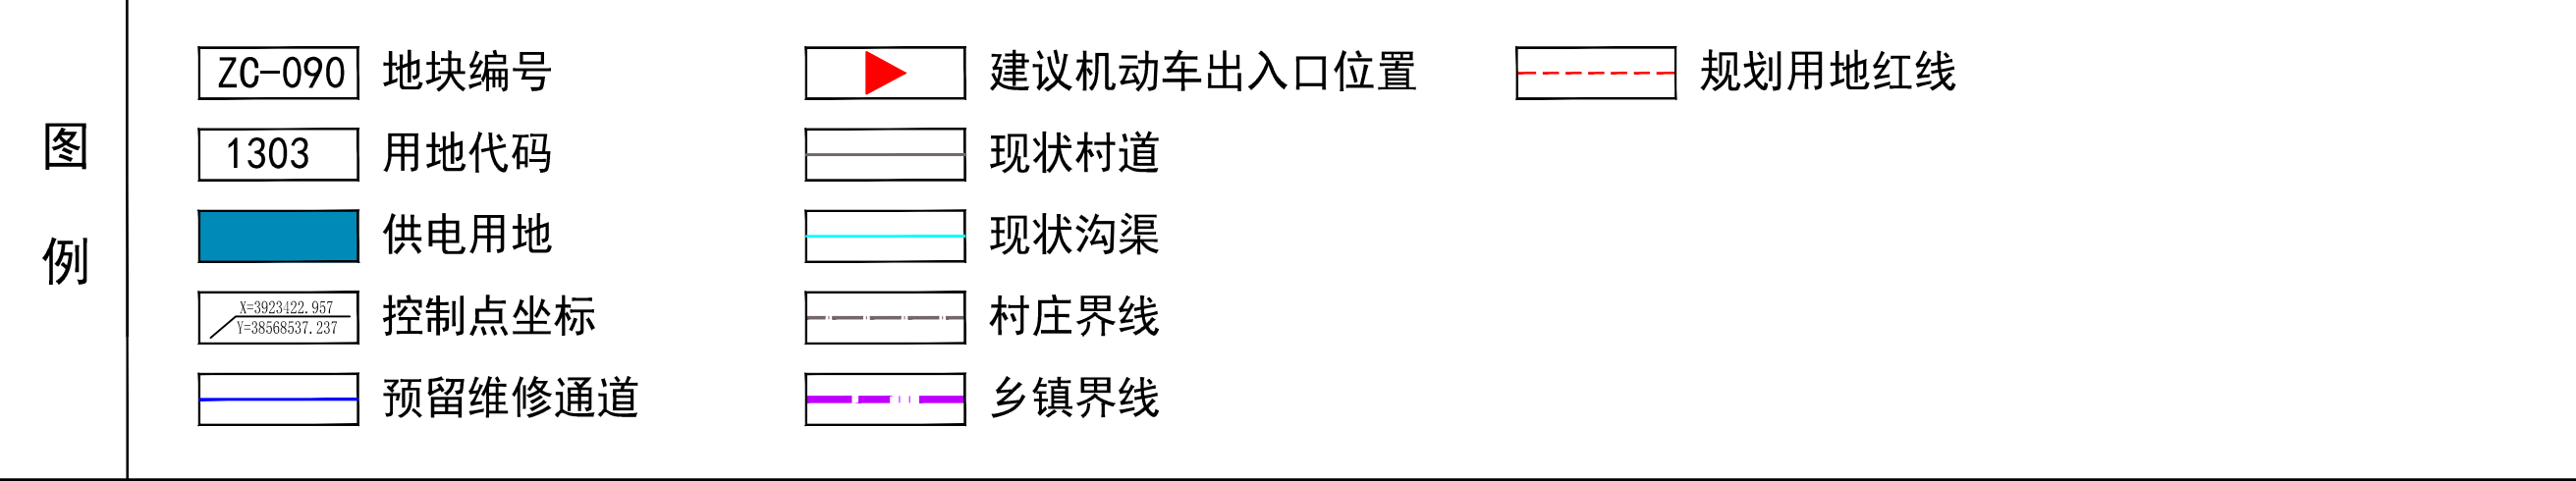 图例
ZC-090 地块编号
1303 用地代码
供电用地
X=3923422.957
Y=38568537.237
控制点坐标
预留维修通道
建议机动车出入口位置
现状村道
现状沟渠
村庄界线
乡镇界线
规划用地红线